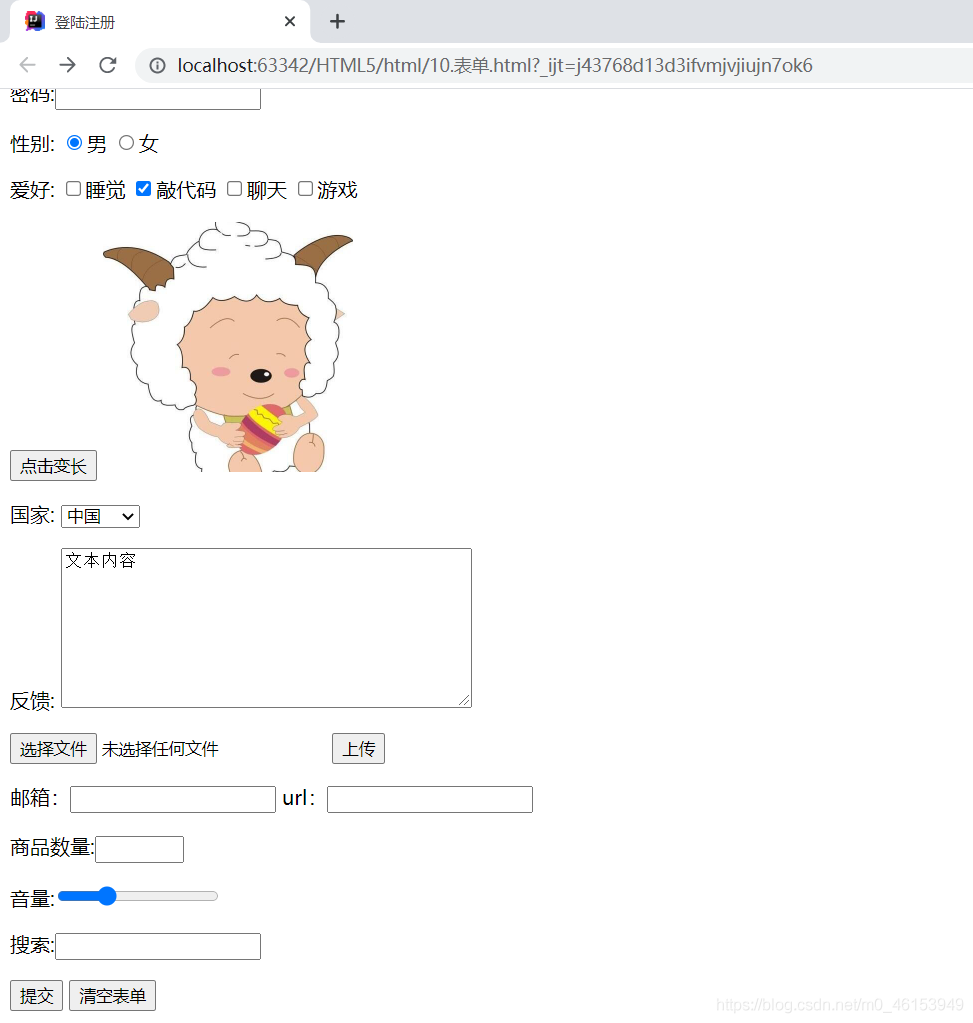 登陆注册
localhost:63342/HTML5/html/10.表单.html?_ijt=j43768d13d3ifvmjvjiujn7ok6
密码:
性别: 男 女
爱好: 睡觉 敲代码 聊天 游戏
点击变长
国家: 中国
文本内容
反馈:
选择文件 未选择任何文件 上传
邮箱： url：
商品数量:
音量:
搜索:
提交 清空表单
https://blog.csdn.net/m0_46153949